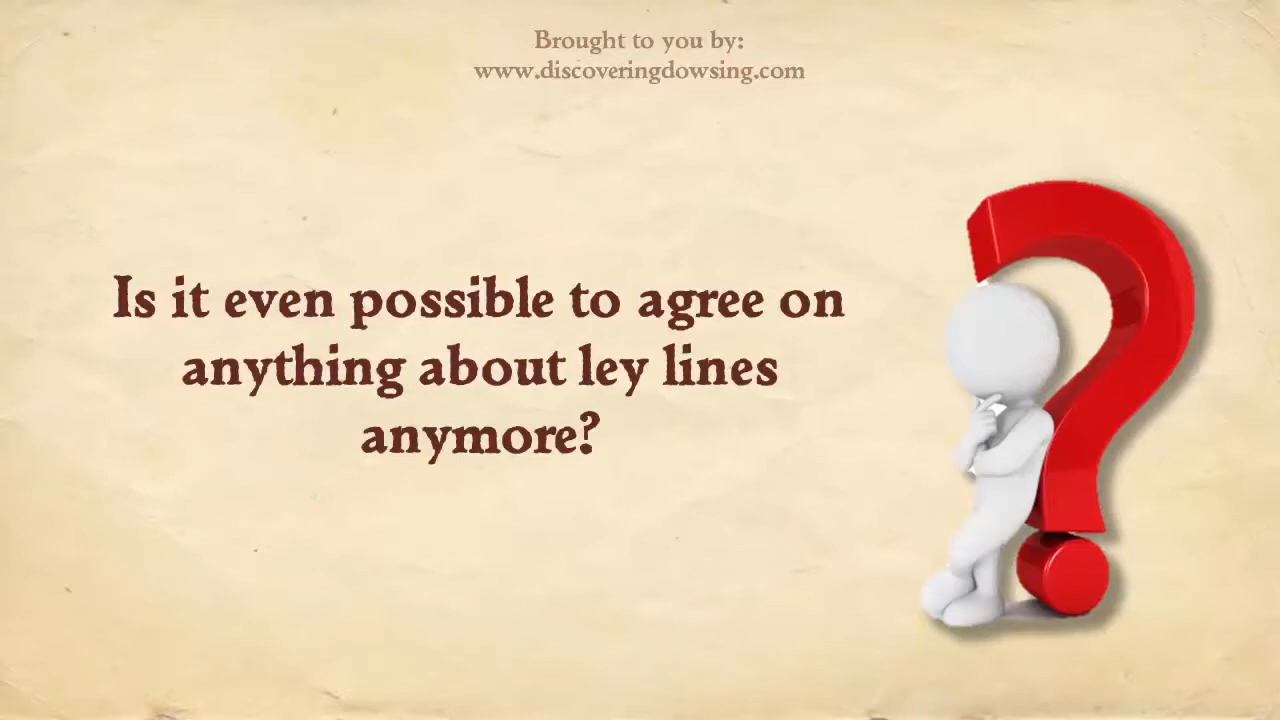 Brought to you by:
www.discoveringdowsing.com
Is it even possible to agree on
anything about ley lines
anymore?